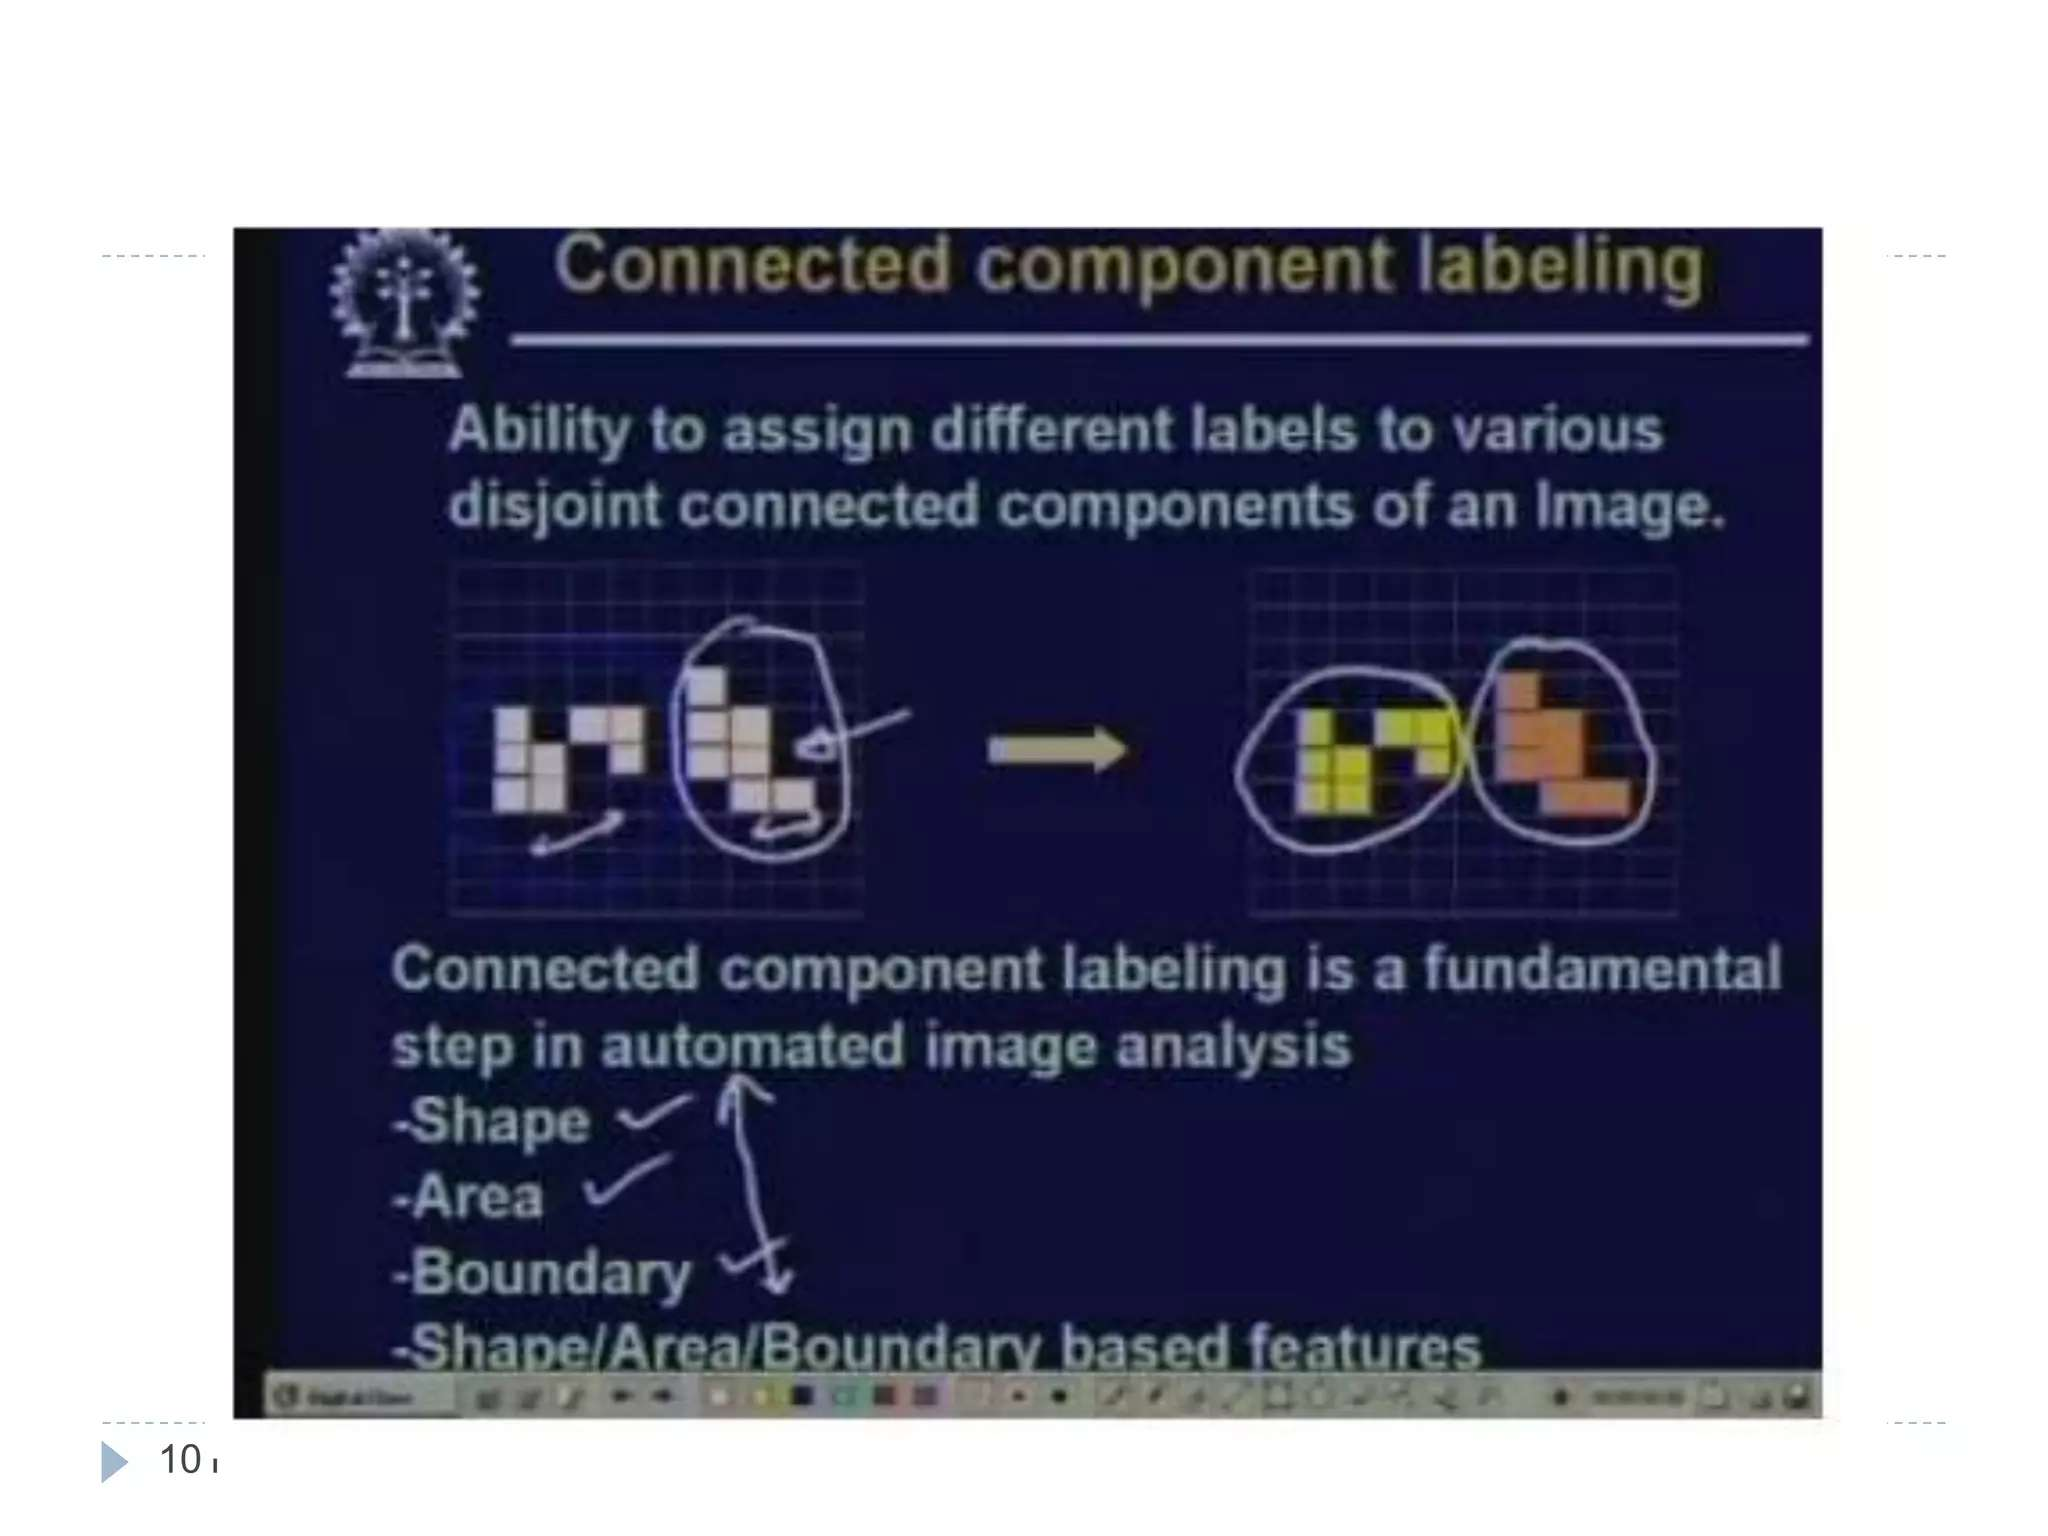 Connected component labeling
Ability to assign different labels to various
disjoint connected components of an Image.
Connected component labeling is a fundamental
step in automated image analysis
-Shape
-Area
-Boundary
-Shape/Area/Boundary based features
10